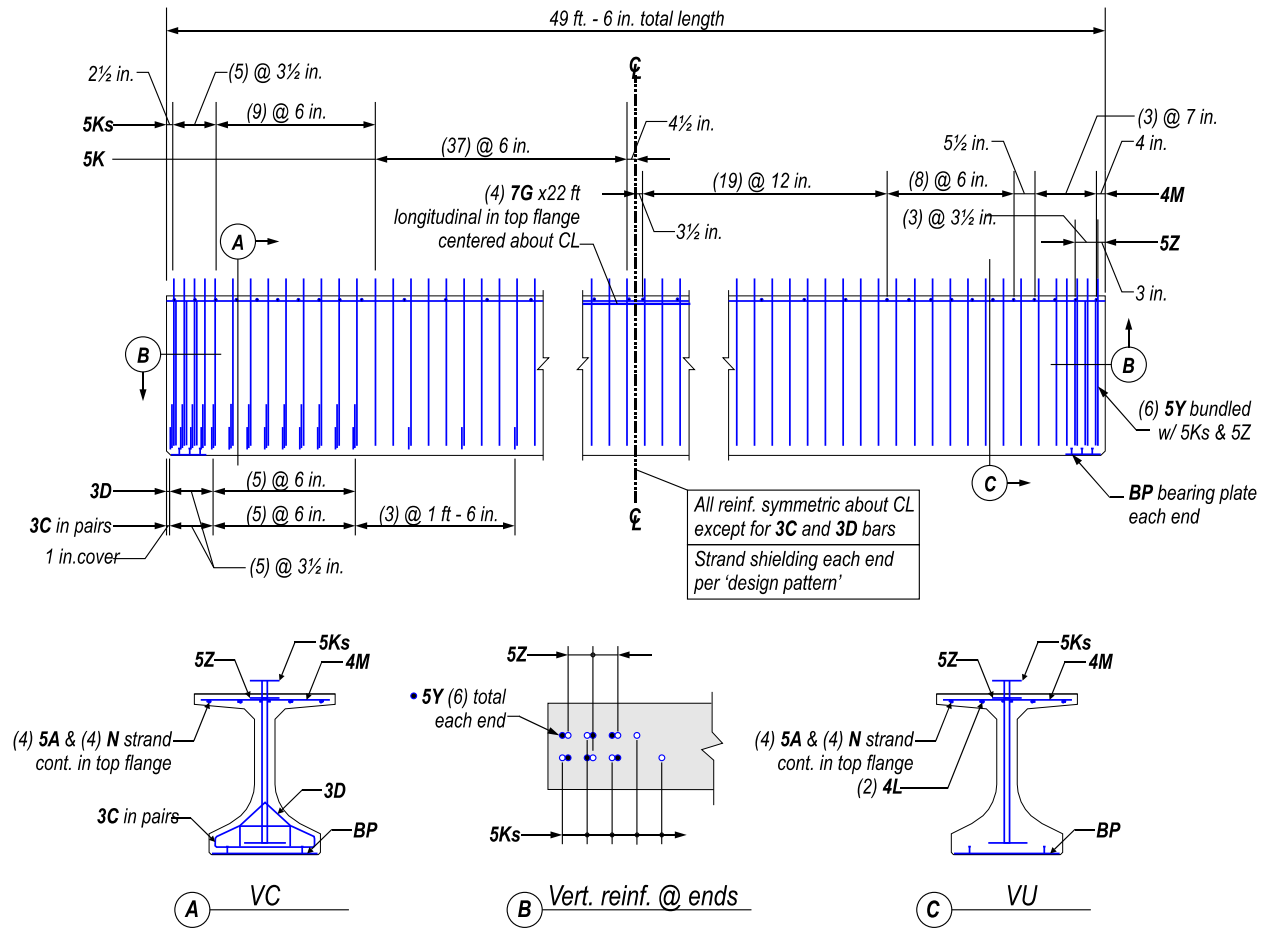 49 ft. - 6 in. total length
2½ in.
(5) @ 3½ in.
(9) @ 6 in.
5Ks
5K
(37) @ 6 in.
4½ in.
℄
(3) @ 7 in.
5½ in.
4 in.
(19) @ 12 in.
(8) @ 6 in.
4M
(4) 7G x22 ft
longitudinal in top flange
centered about CL
3½ in.
(3) @ 3½ in.
5Z
3 in.
A
B
B
(6) 5Y bundled
w/ 5Ks & 5Z
C
BP bearing plate
each end
3D
(5) @ 6 in.
3C in pairs
(5) @ 6 in.
(3) @ 1 ft - 6 in.
1 in.cover
(5) @ 3½ in.
℄
All reinf. symmetric about CL
except for 3C and 3D bars
Strand shielding each end
per ‘design pattern’
5Ks
5Z
4M
(4) 5A & (4) N strand
cont. in top flange
3D
3C in pairs
BP
A VC
5Z
5Y (6) total
each end
5Ks
B Vert. reinf. @ ends
5Ks
5Z
4M
(4) 5A & (4) N strand
cont. in top flange
(2) 4L
BP
C VU